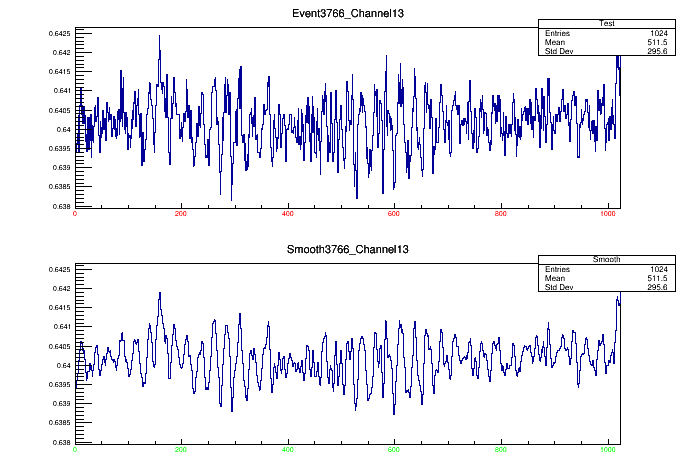 Event3766_Channel13
Test
Entries 1024
Mean 511.5
Std Dev 295.6
0.6425
0.642
0.6415
0.641
0.6405
0.64
0.6395
0.639
0.6385
0.638
0 200 400 600 800 1000
Smooth3766_Channel13
Smooth
Entries 1024
Mean 511.5
Std Dev 295.6
0.6425
0.642
0.6415
0.641
0.6405
0.64
0.6395
0.639
0.6385
0.638
0 200 400 600 800 1000